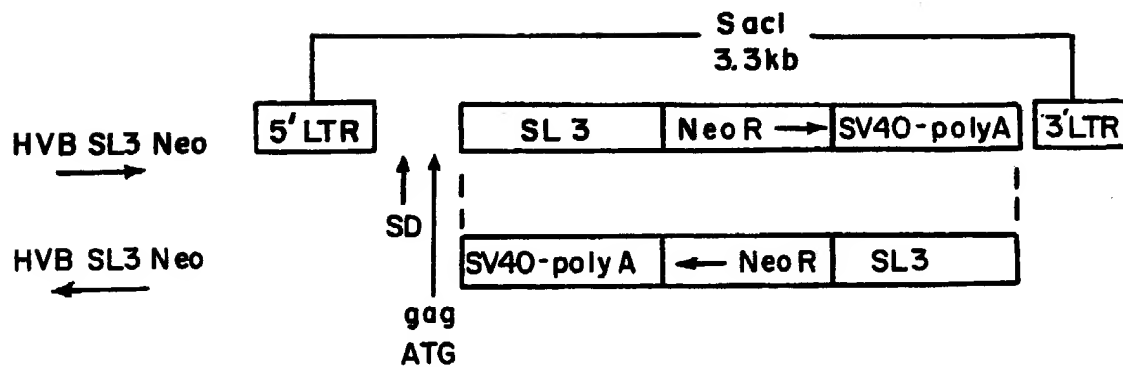 SacI
3.3kb
5' LTR
SL 3
NeoR →
SV40-polyA
3'LTR
HVB SL3 Neo
→
SD
SV40-poly A
← NeoR
SL3
HVB SL3 Neo
←
gag
ATG